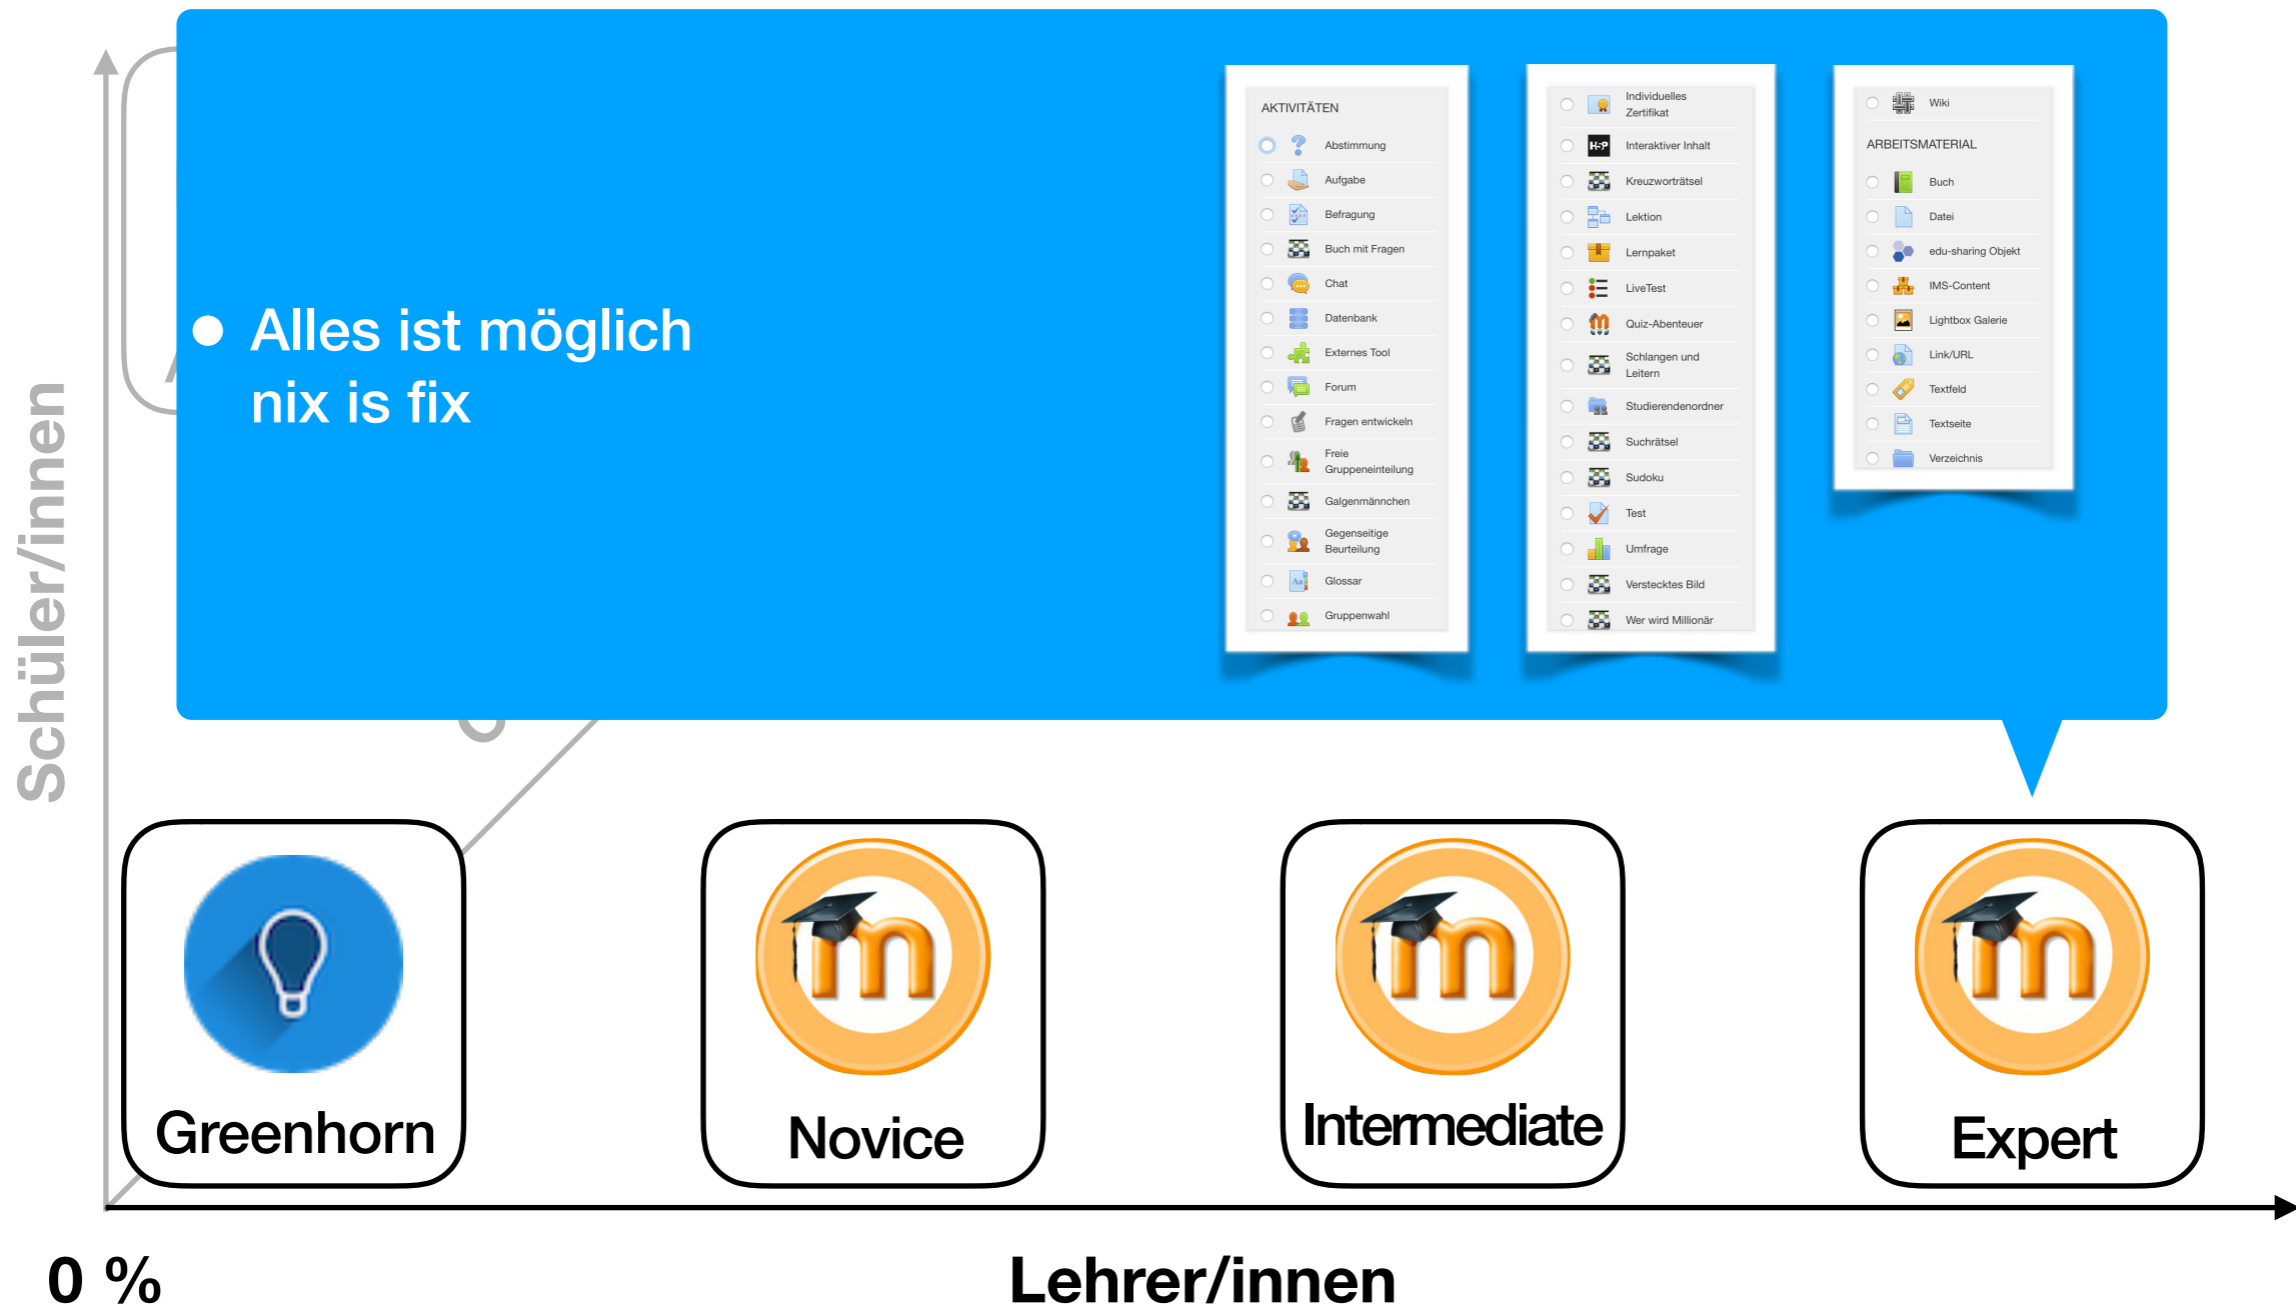 Alles ist möglich
nix is fix
AKTIVITÄTEN
Abstimmung
Aufgabe
Befragung
Buch mit Fragen
Chat
Datenbank
Externes Tool
Forum
Fragen entwickeln
Freie
Gruppeneinteilung
Galgenmännchen
Gegenseitige
Beurteilung
Glossar
Gruppenwahl
Individuelles
Zertifikat
H5P
Interaktiver Inhalt
Kreuzworträtsel
Lektion
Lernpaket
LiveTest
Quiz-Abenteuer
Schlangen und
Leitern
Studierendenordner
Suchrätsel
Sudoku
Test
Umfrage
Verstecktes Bild
Wer wird Millionär
Wiki
ARBEITSMATERIAL
Buch
Datei
edu-sharing Objekt
IMS-Content
Lightbox Galerie
Link/URL
Textfeld
Textseite
Verzeichnis
Schüler/innen
Greenhorn
m
Novice
m
Intermediate
m
Expert
0 %
Lehrer/innen